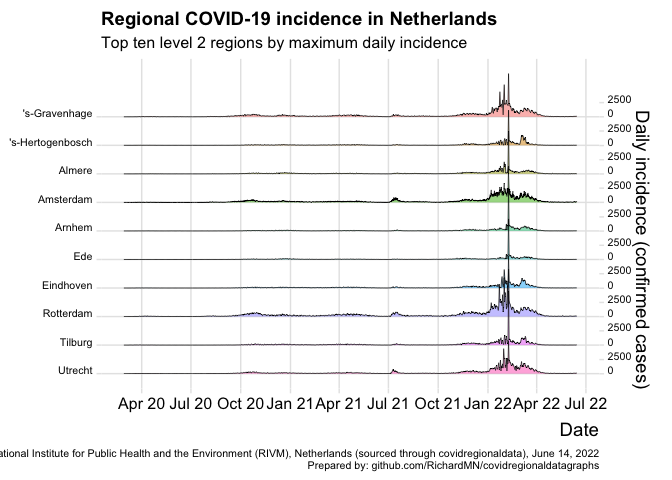 Regional COVID-19 incidence in Netherlands
Top ten level 2 regions by maximum daily incidence
's-Gravenhage
's-Hertogenbosch
Almere
Amsterdam
Arnhem
Ede
Eindhoven
Rotterdam
Tilburg
Utrecht
2500
0
2500
0
2500
0
2500
0
2500
0
2500
0
2500
0
2500
0
2500
0
2500
0
Daily incidence (confirmed cases)
Apr 20 Jul 20 Oct 20 Jan 21 Apr 21 Jul 21 Oct 21 Jan 22 Apr 22 Jul 22
Date
Institute for Public Health and the Environment (RIVM), Netherlands (sourced through covidregionaldata), June 14, 2022
Prepared by: github.com/RichardMN/covidregionaldatagraphs